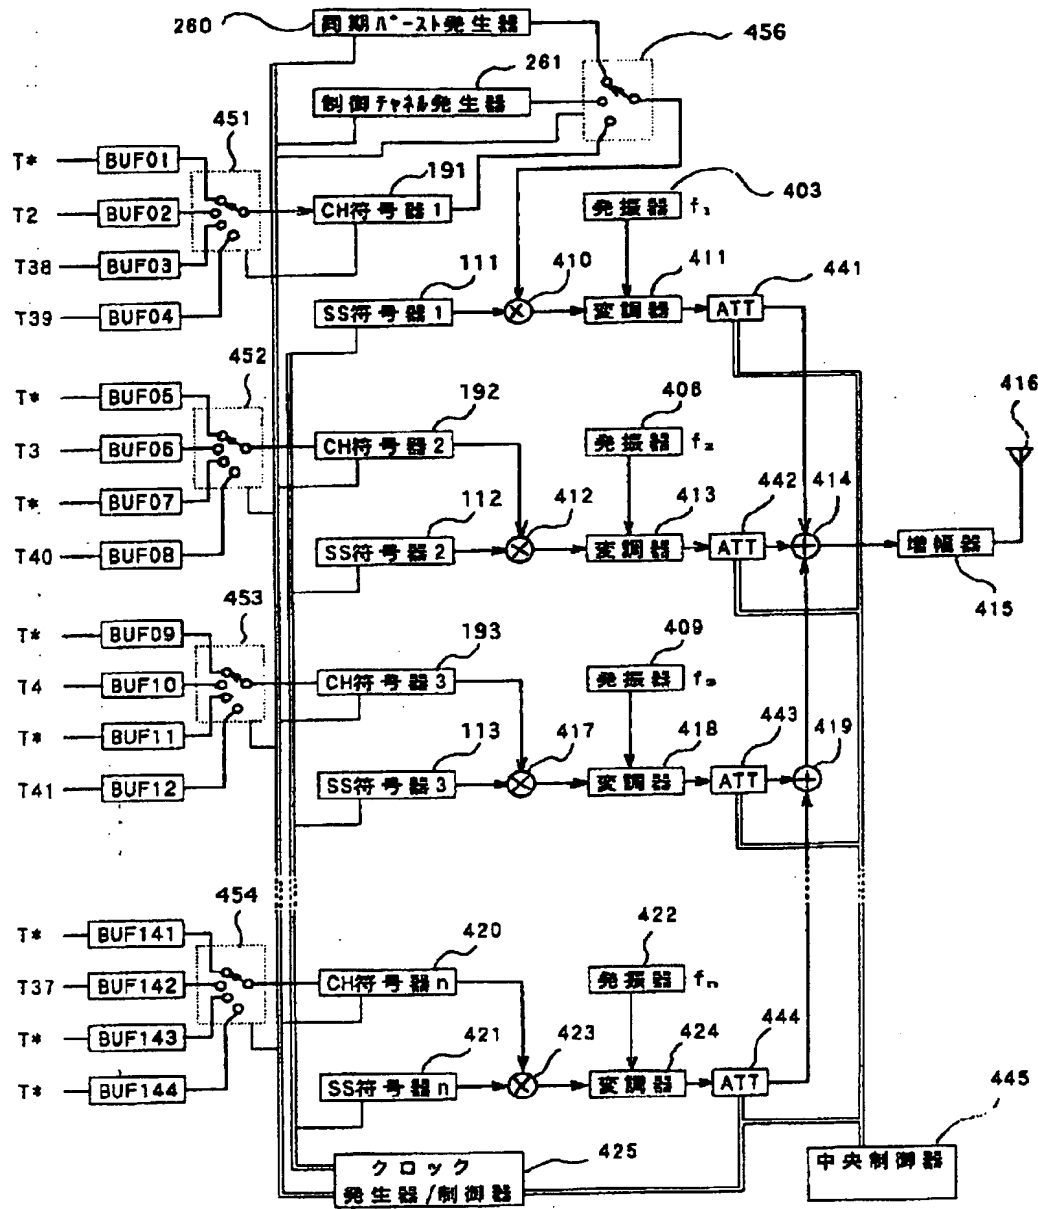 260
同期バースト発生器
456
261
制御チャネル発生器
451
T*
BUF01
191
403
T2
BUF02
CH符号器1
発振器
f₁
T38
BUF03
111
410
411
441
T39
BUF04
SS符号器1
変調器
ATT
452
T*
BUF05
192
408
416
T3
BUF06
CH符号器2
発振器
f₂
T*
BUF07
112
412
413
442
414
T40
BUF08
SS符号器2
変調器
ATT
増幅器
415
453
T*
BUF09
193
409
T4
BUF10
CH符号器3
発振器
f₃
T*
BUF11
113
417
418
443
419
T41
BUF12
SS符号器3
変調器
ATT
454
T*
BUF141
420
422
T37
BUF142
CH符号器n
発振器
fₙ
T*
BUF143
421
423
424
444
T*
BUF144
SS符号器n
変調器
ATT
445
クロック
発生器/制御器
425
中央制御器